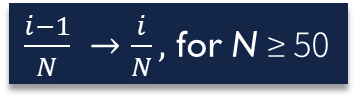 (i−1)/N → i/N, for N ≥ 50